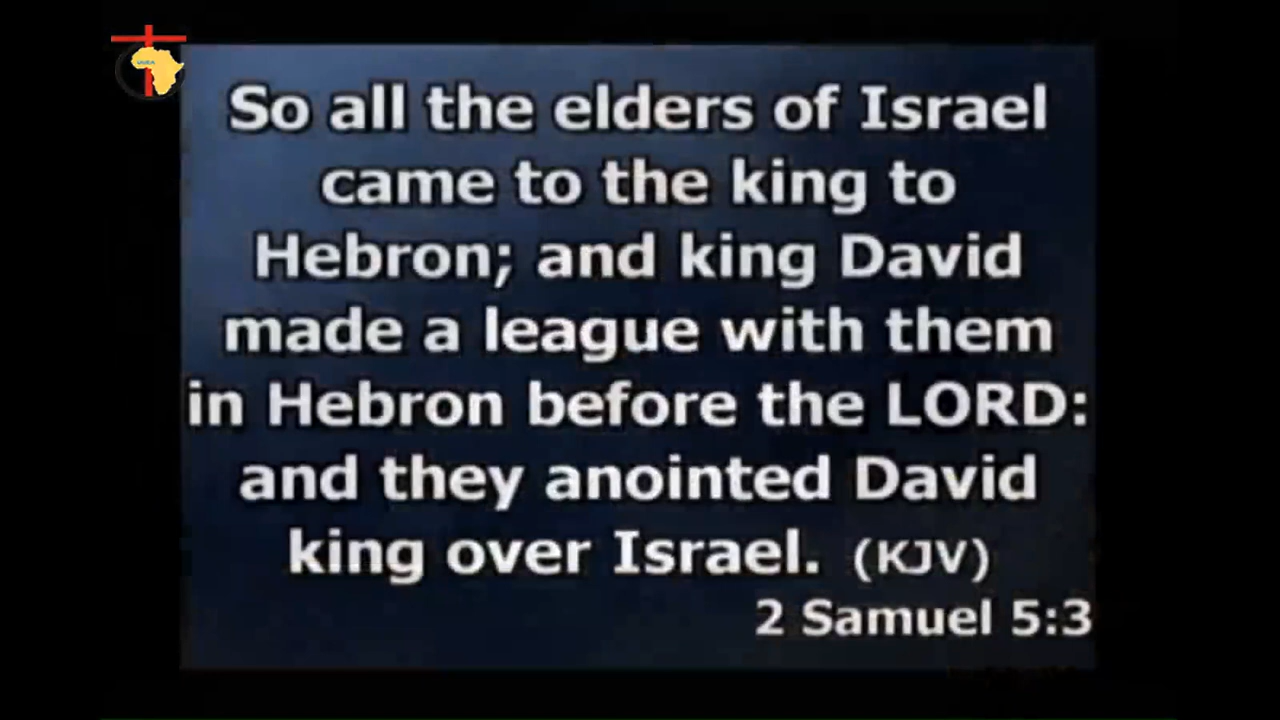 So all the elders of Israel
came to the king to
Hebron; and king David
made a league with them
in Hebron before the LORD:
and they anointed David
king over Israel. (KJV)
2 Samuel 5:3